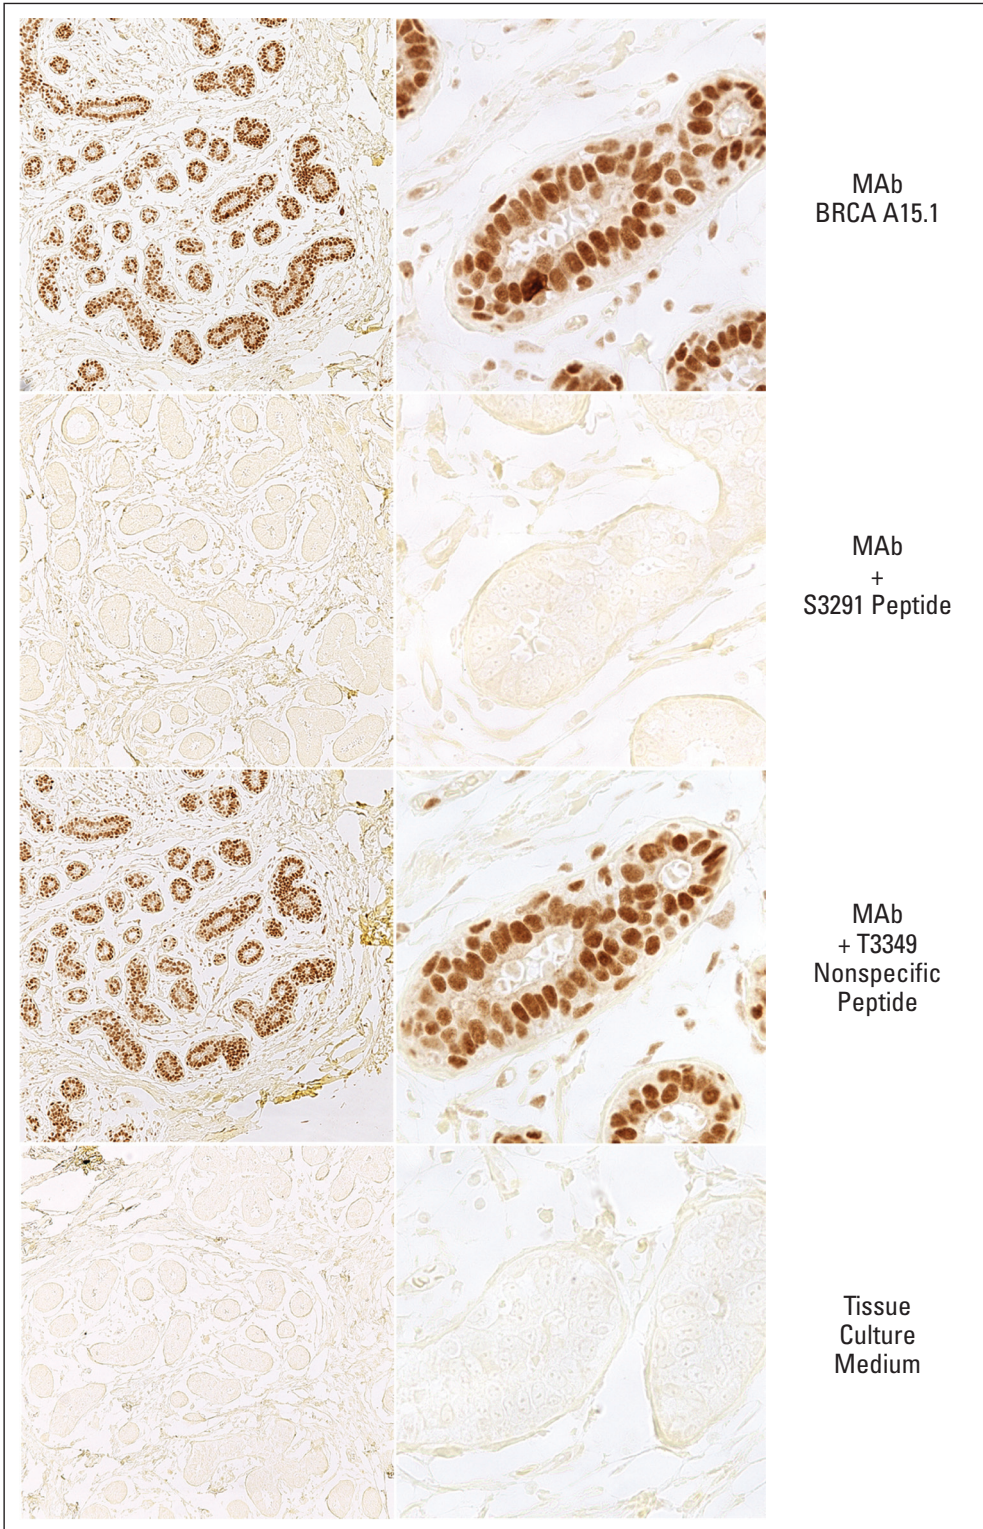 MAb
BRCA A15.1
MAb
+
S3291 Peptide
MAb
+ T3349
Nonspecific
Peptide
Tissue
Culture
Medium